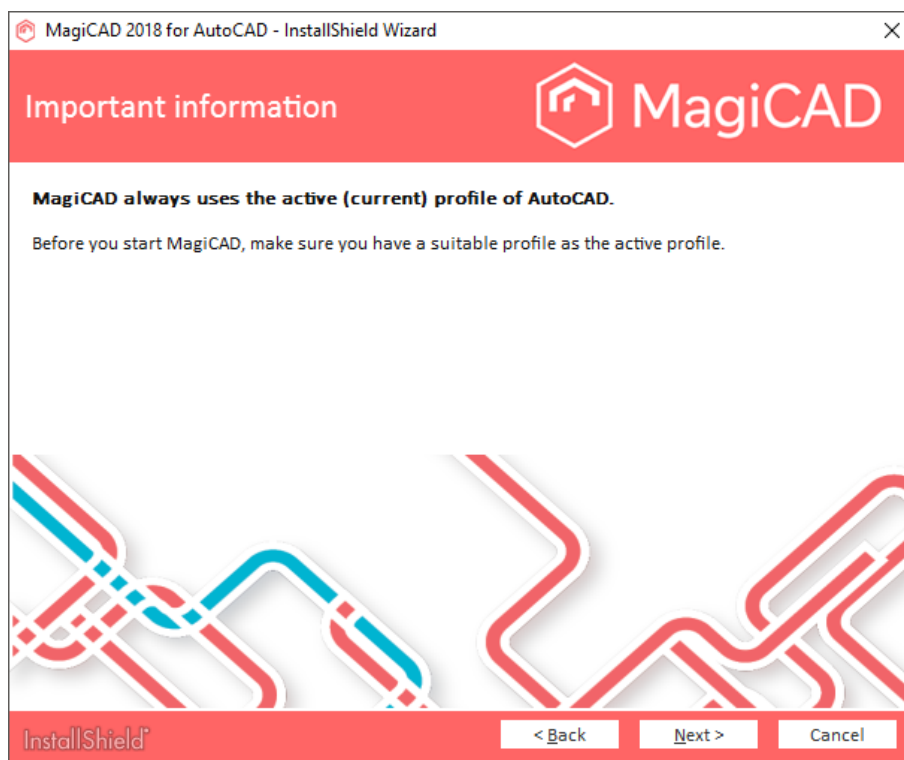 MagiCAD 2018 for AutoCAD - InstallShield Wizard
Important information
MagiCAD
MagiCAD always uses the active (current) profile of AutoCAD.
Before you start MagiCAD, make sure you have a suitable profile as the active profile.
InstallShield
< Back
Next >
Cancel